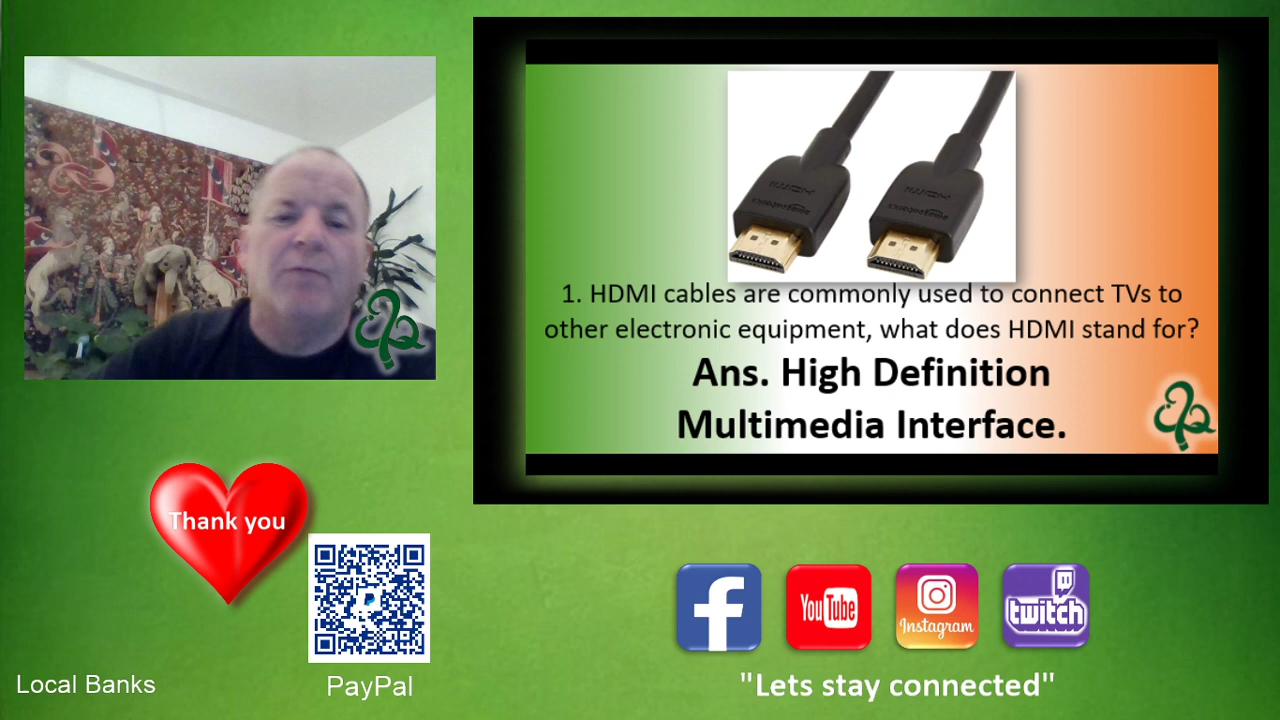 1. HDMI cables are commonly used to connect TVs to
other electronic equipment, what does HDMI stand for?
Ans. High Definition
Multimedia Interface.
Thank you
YouTube
Instagram
twitch
Local Banks
PayPal
"Lets stay connected"